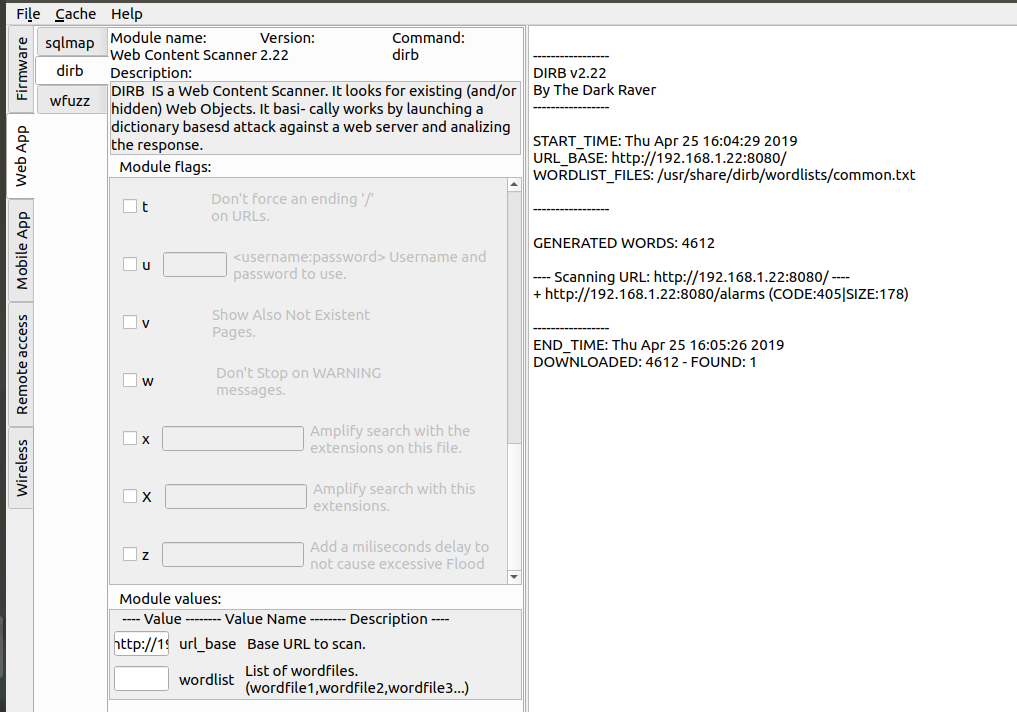 File Cache Help
Firmware
Web App
Mobile App
Remote access
Wireless
sqlmap
dirb
wfuzz
Module name: Version: Command:
Web Content Scanner 2.22 dirb
Description:
DIRB IS a Web Content Scanner. It looks for existing (and/or
hidden) Web Objects. It basi- cally works by launching a
dictionary basesd attack against a web server and analizing
the response.
Module flags:
t Don't force an ending '/'
on URLs.
u <username:password> Username and
password to use.
v Show Also Not Existent
Pages.
w Don't Stop on WARNING
messages.
x Amplify search with the
extensions on this file.
X Amplify search with this
extensions.
z Add a miliseconds delay to
not cause excessive Flood
Module values:
---- Value -------- Value Name -------- Description ----
http://19 url_base Base URL to scan.
wordlist List of wordfiles.
(wordfile1,wordfile2,wordfile3...)
-----------------
DIRB v2.22
By The Dark Raver
-----------------
START_TIME: Thu Apr 25 16:04:29 2019
URL_BASE: http://192.168.1.22:8080/
WORDLIST_FILES: /usr/share/dirb/wordlists/common.txt
-----------------
GENERATED WORDS: 4612
---- Scanning URL: http://192.168.1.22:8080/ ----
+ http://192.168.1.22:8080/alarms (CODE:405|SIZE:178)
-----------------
END_TIME: Thu Apr 25 16:05:26 2019
DOWNLOADED: 4612 - FOUND: 1